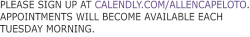 PLEASE SIGN UP AT CALENDLY.COM/ALLENCAPELOTO.
APPOINTMENTS WILL BECOME AVAILABLE EACH
TUESDAY MORNING.